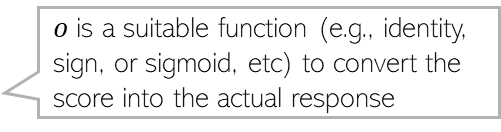 o is a suitable function (e.g., identity,
sign, or sigmoid, etc) to convert the
score into the actual response